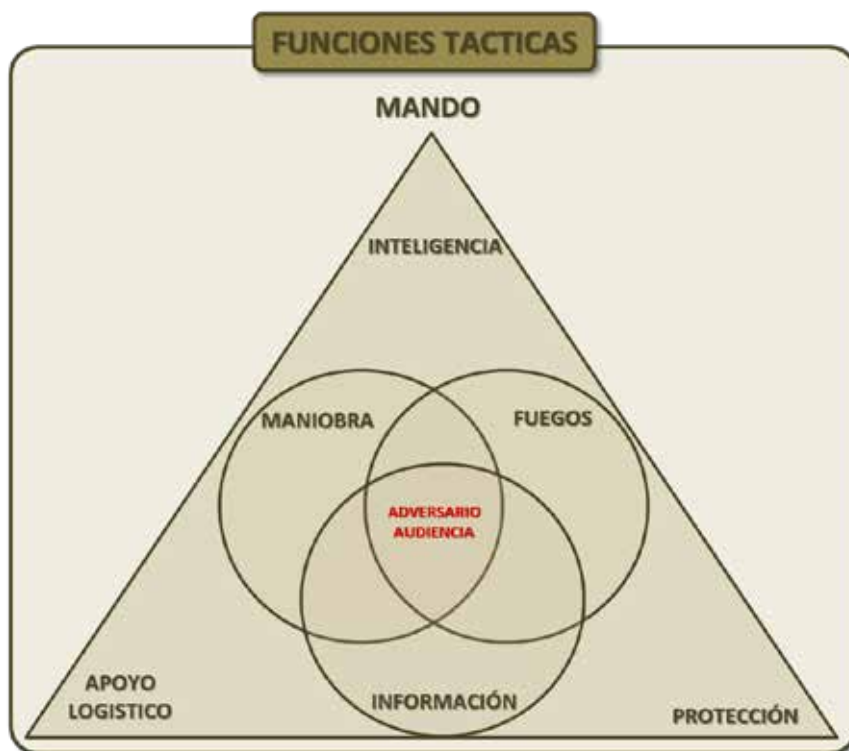 FUNCIONES TACTICAS
MANDO
INTELIGENCIA
MANIOBRA
FUEGOS
ADVERSARIO
AUDIENCIA
APOYO
LOGISTICO
INFORMACIÓN
PROTECCIÓN